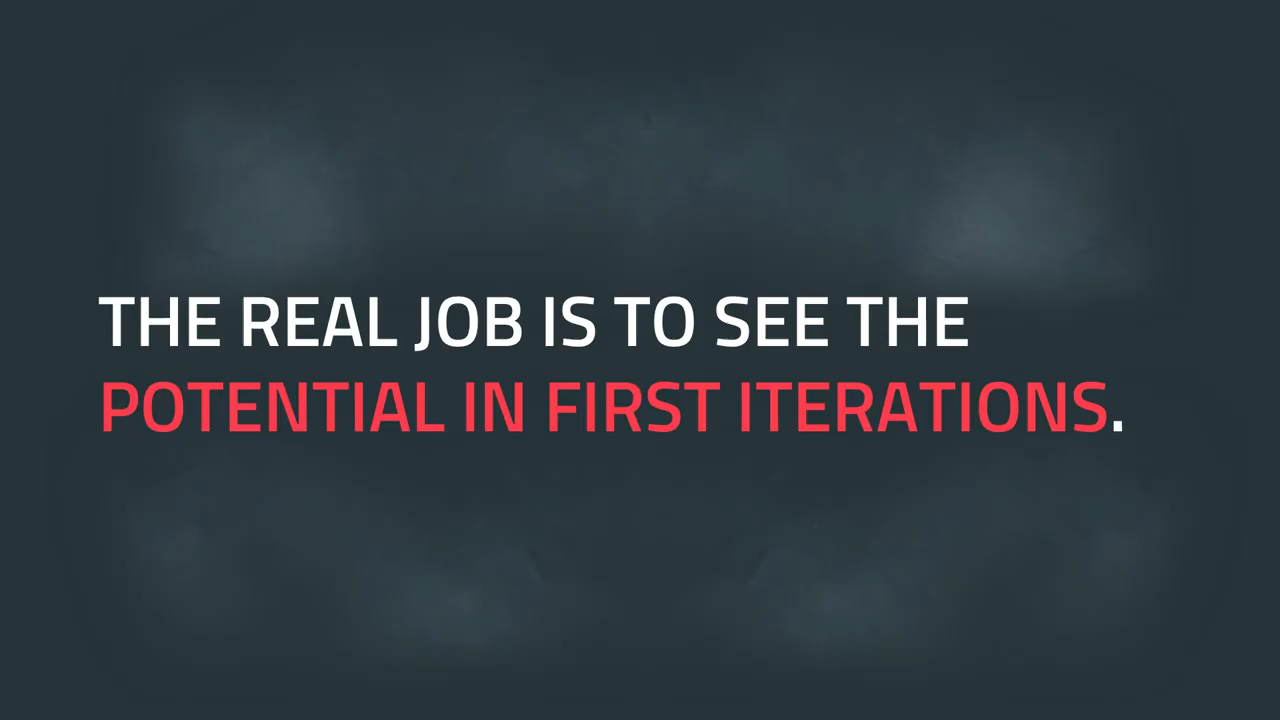 THE REAL JOB IS TO SEE THE
POTENTIAL IN FIRST ITERATIONS.